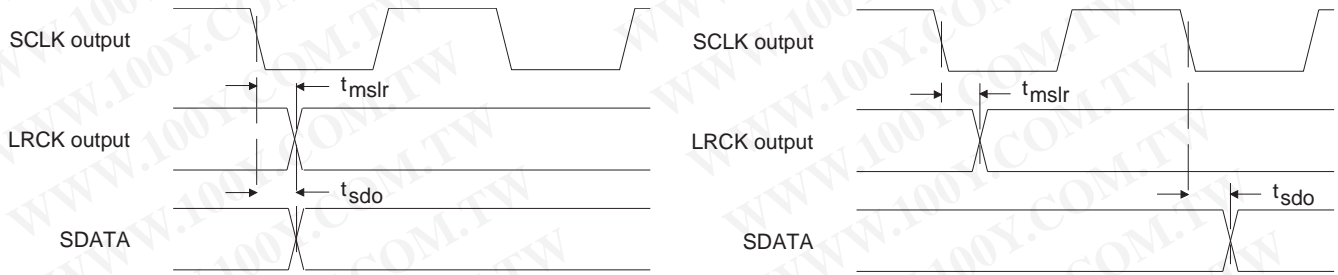 SCLK output
t_mslr
LRCK output
t_sdo
SDATA
SCLK output
t_mslr
LRCK output
t_sdo
SDATA
WWW.100Y.COM.TW